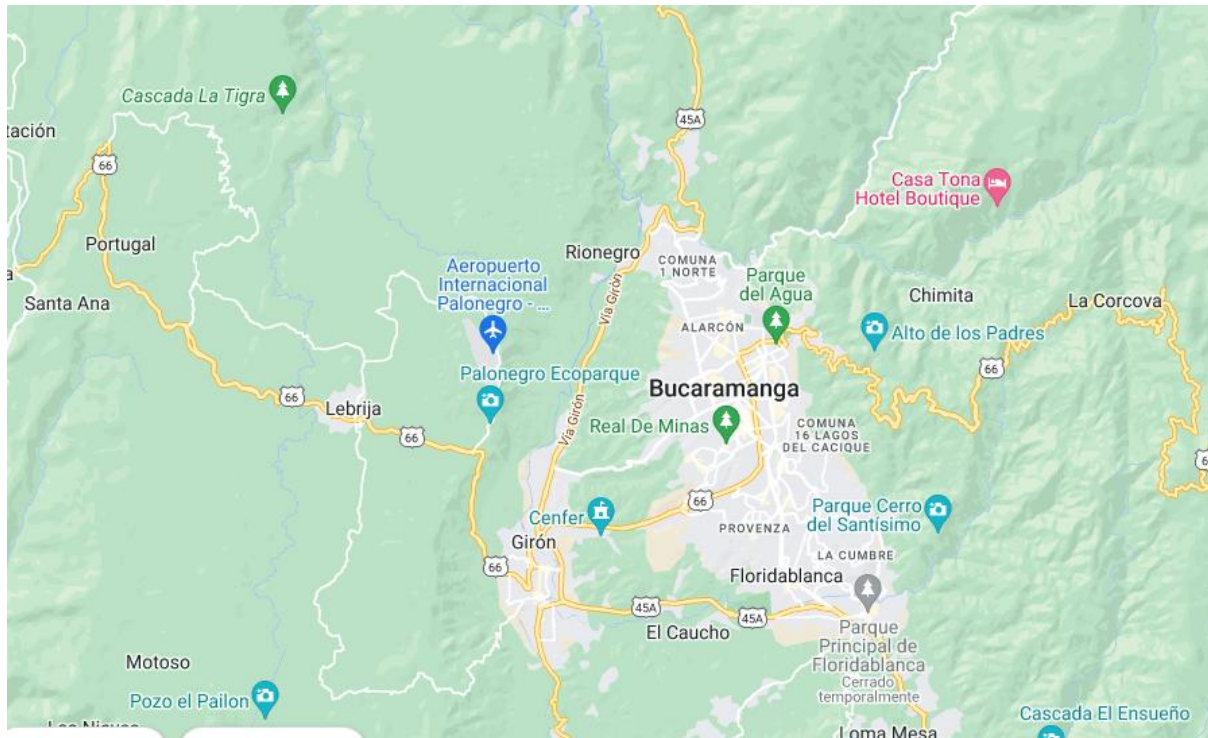 45A
Cascada La Tigra
tación
66
Casa Tona
Hotel Boutique
Portugal
Rionegro
COMUNA
1 NORTE
Aeropuerto
Internacional
Palonegro - ...
Parque
del Agua
Santa Ana
a
Chimita
La Corcova
Vía Girón
ALARCÓN
Alto de los Padres
66
Palonegro Ecoparque
Bucaramanga
66
Lebrija
66
Vía Girón
Real De Minas
COMUNA
16 LAGOS
DEL CACIQUE
66
Parque Cerro
del Santísimo
Cenfer
PROVENZA
Girón
LA CUMBRE
66
Floridablanca
45A
45A
El Caucho
Parque
Principal de
Floridablanca
Cerrado
temporalmente
Motoso
Pozo el Pailon
Cascada El Ensueño
Loma Mesa